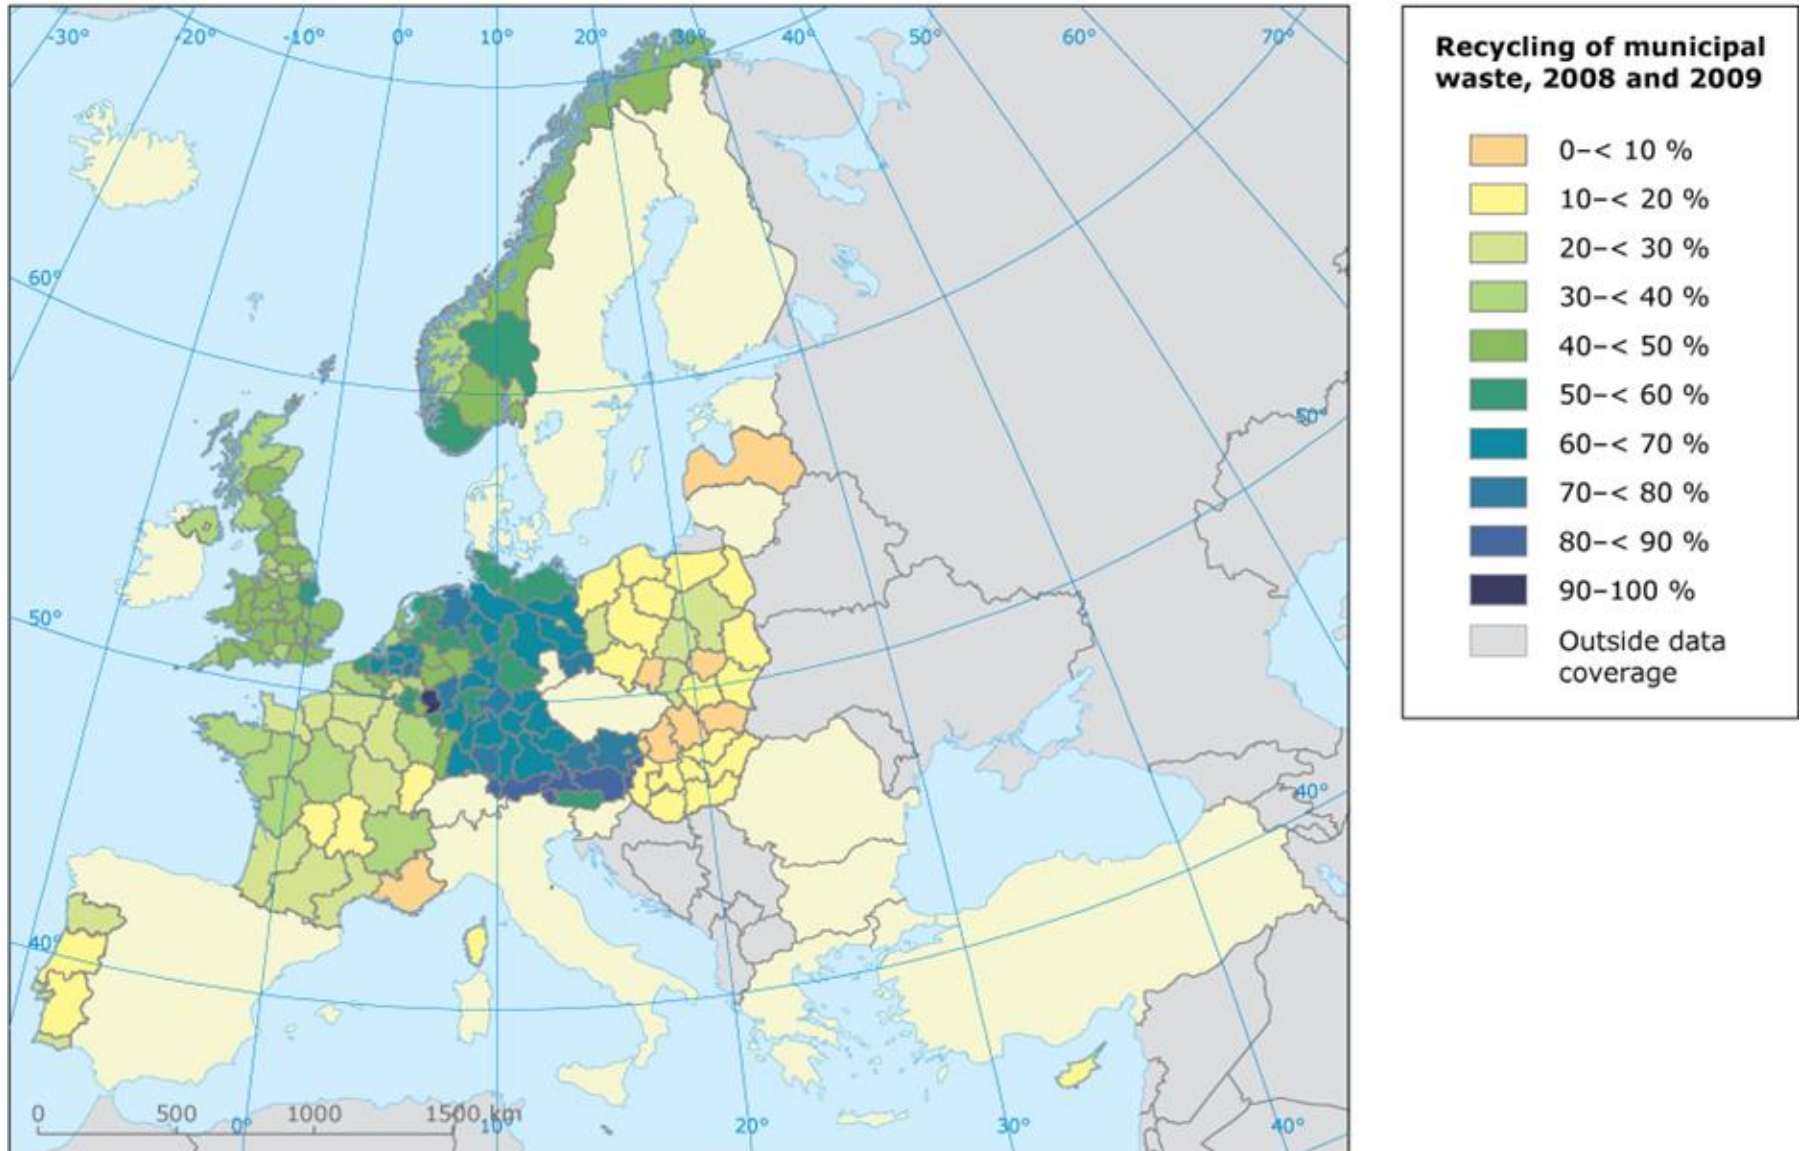 -30°
-20°
-10°
0°
10°
20°
30°
40°
50°
60°
70°
60°
50°
50°
40°
40°
0 500 1000 1500 km
0°
10°
20°
30°
40°
Recycling of municipal
waste, 2008 and 2009
0–< 10 %
10–< 20 %
20–< 30 %
30–< 40 %
40–< 50 %
50–< 60 %
60–< 70 %
70–< 80 %
80–< 90 %
90–100 %
Outside data
coverage